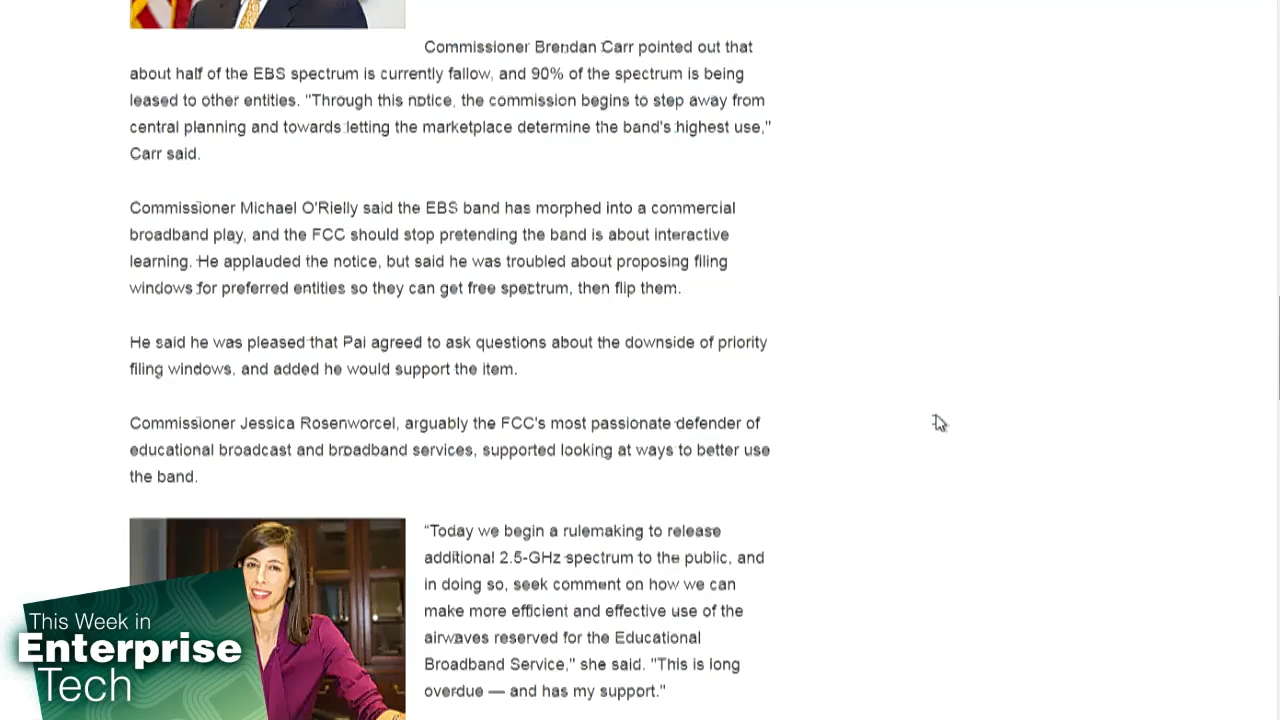 Commissioner Brendan Carr pointed out that
about half of the EBS spectrum is currently fallow, and 90% of the spectrum is being
leased to other entities. "Through this notice, the commission begins to step away from
central planning and towards letting the marketplace determine the band's highest use,"
Carr said.
Commissioner Michael O'Rielly said the EBS band has morphed into a commercial
broadband play, and the FCC should stop pretending the band is about interactive
learning. He applauded the notice, but said he was troubled about proposing filing
windows for preferred entities so they can get free spectrum, then flip them.
He said he was pleased that Pai agreed to ask questions about the downside of priority
filing windows, and added he would support the item.
Commissioner Jessica Rosenworcel, arguably the FCC's most passionate defender of
educational broadcast and broadband services, supported looking at ways to better use
the band.
“Today we begin a rulemaking to release
additional 2.5-GHz spectrum to the public, and
in doing so, seek comment on how we can
make more efficient and effective use of the
airwaves reserved for the Educational
Broadband Service," she said. "This is long
overdue — and has my support."
This Week in
Enterprise
Tech